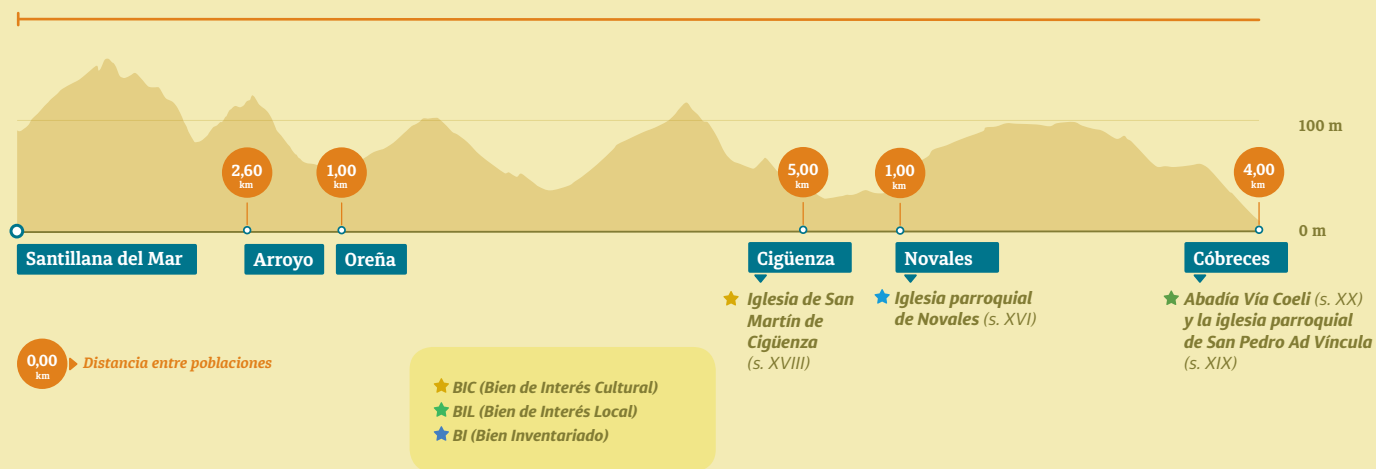 100 m
2,60
km
1,00
km
5,00
km
1,00
km
4,00
km
0 m
Santillana del Mar
Arroyo
Oreña
Cigüenza
Novales
Cóbreces
Iglesia de San
Martín de
Cigüenza
(s. XVIII)
Iglesia parroquial
de Novales (s. XVI)
Abadía Vía Coeli (s. XX)
y la iglesia parroquial
de San Pedro Ad Víncula
(s. XIX)
0,00
km
Distancia entre poblaciones
BIC (Bien de Interés Cultural)
BIL (Bien de Interés Local)
BI (Bien Inventariado)